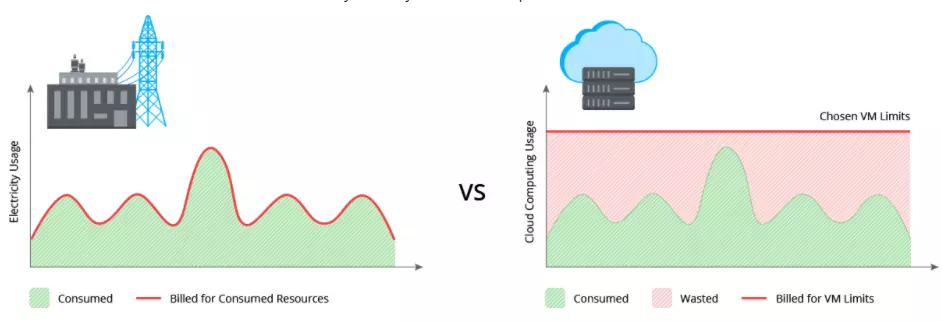 Electricity Usage
Consumed
Billed for Consumed Resources
VS
Chosen VM Limits
Cloud Computing Usage
Consumed
Wasted
Billed for VM Limits